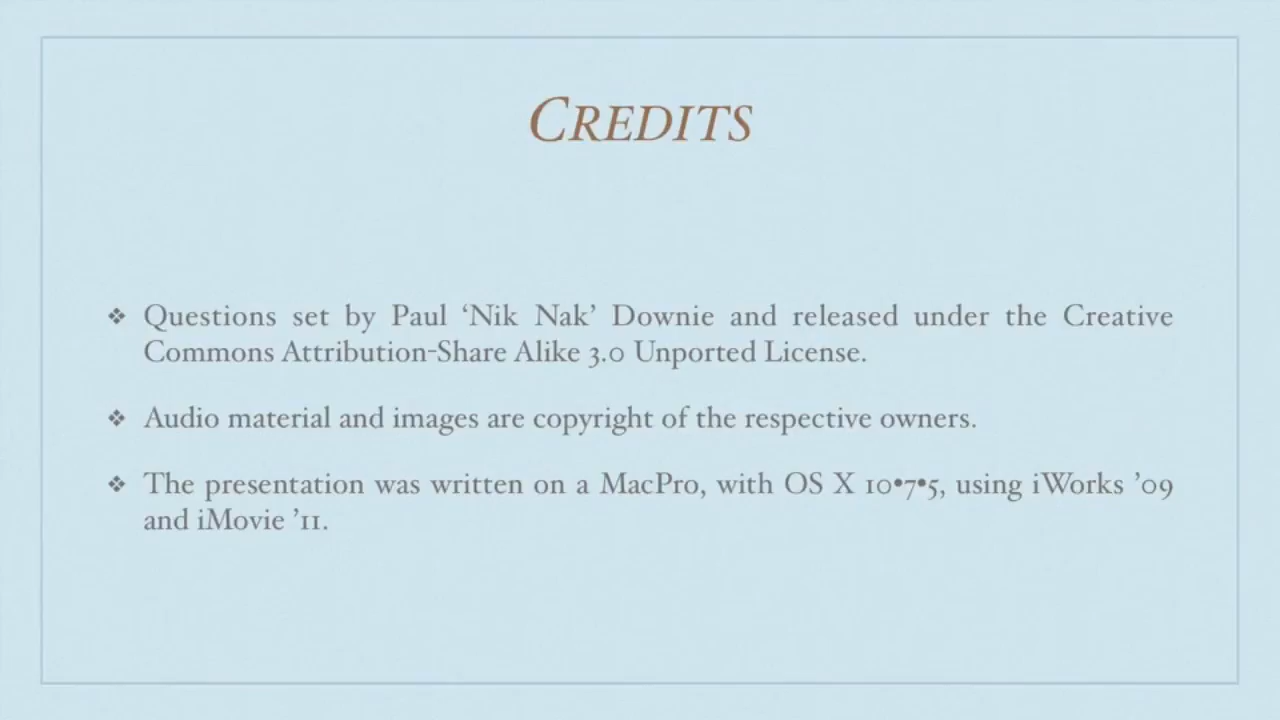 CREDITS
❖ Questions set by Paul ‘Nik Nak’ Downie and released under the Creative
Commons Attribution-Share Alike 3.0 Unported License.
❖ Audio material and images are copyright of the respective owners.
❖ The presentation was written on a MacPro, with OS X 10•7•5, using iWorks ’09
and iMovie ’11.